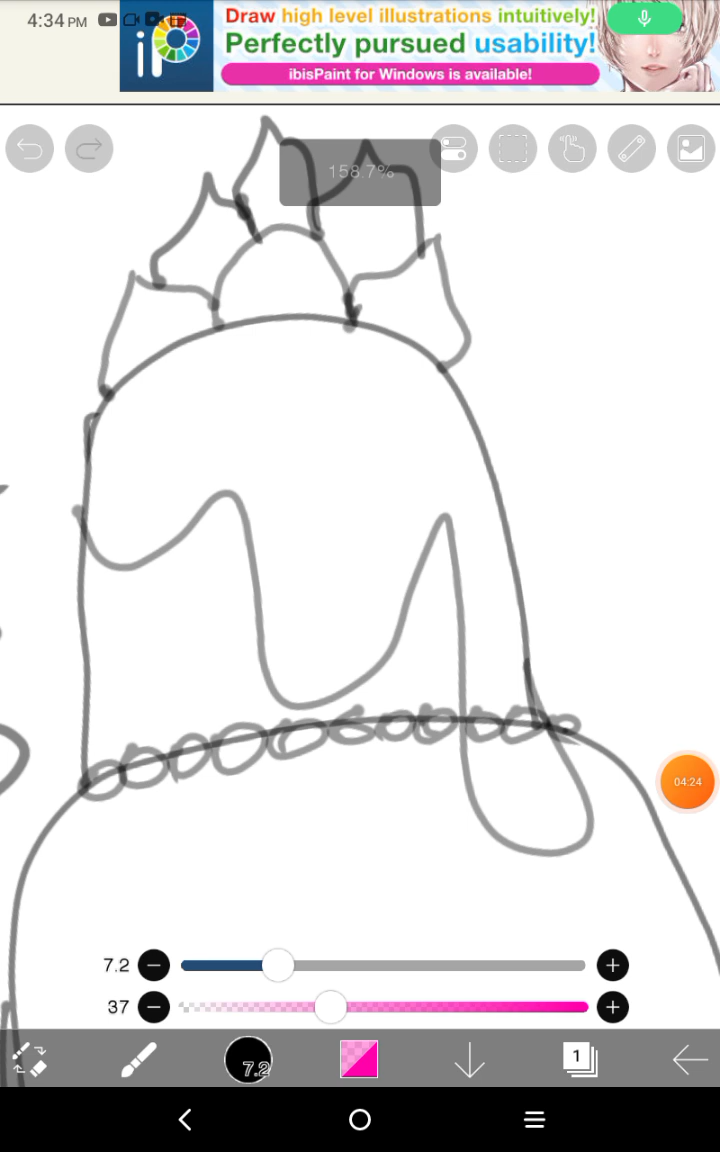 4:34 PM
Draw high level illustrations intuitively!
Perfectly pursued usability!
ibisPaint for Windows is available!
iP
158.7%
04:24
7.2
37
7.2
1